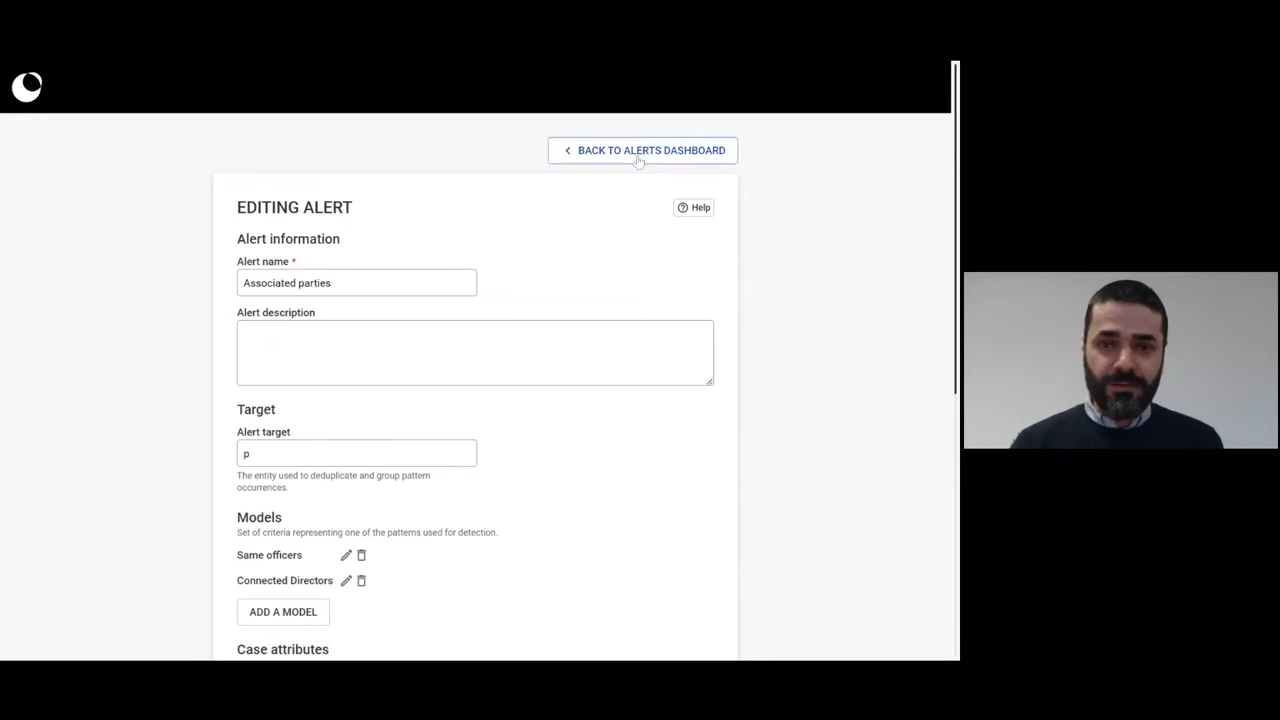 BACK TO ALERTS DASHBOARD
EDITING ALERT
Help
Alert information
Alert name *
Associated parties
Alert description
Target
Alert target
p
The entity used to deduplicate and group pattern
occurrences.
Models
Set of criteria representing one of the patterns used for detection.
Same officers
Connected Directors
ADD A MODEL
Case attributes